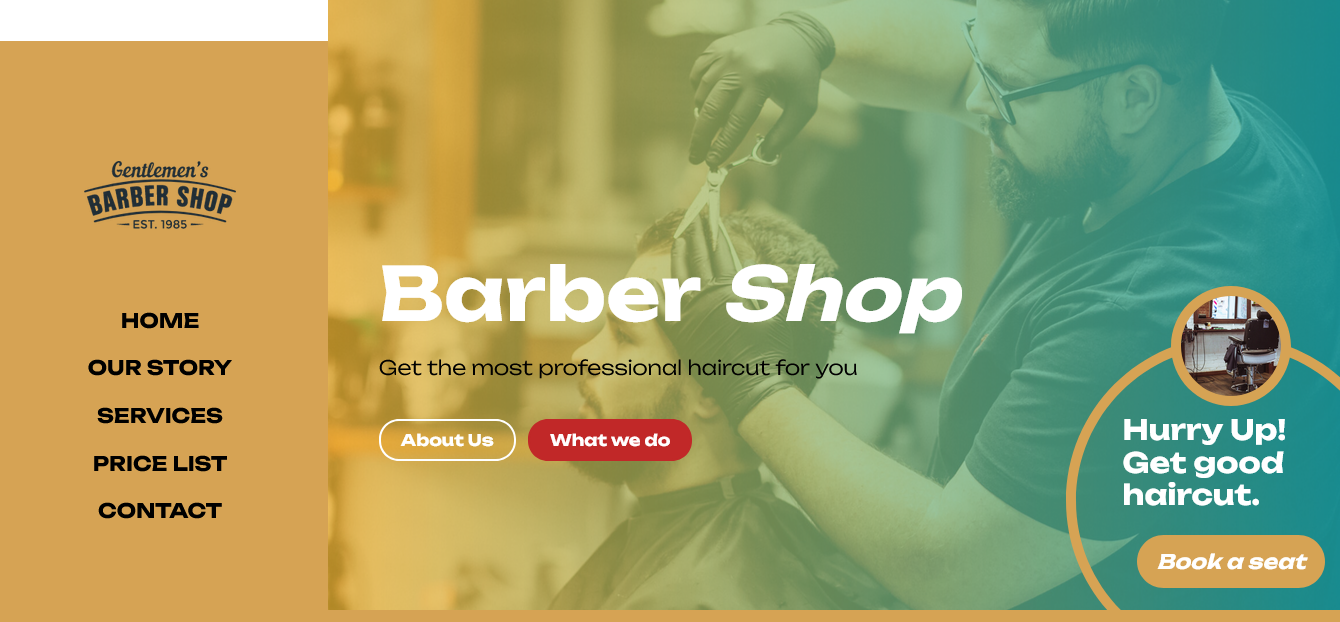 Gentlemen's
BARBER SHOP
EST. 1985
HOME
OUR STORY
SERVICES
PRICE LIST
CONTACT
Barber Shop
Get the most professional haircut for you
About Us
What we do
Hurry Up!
Get good
haircut.
Book a seat